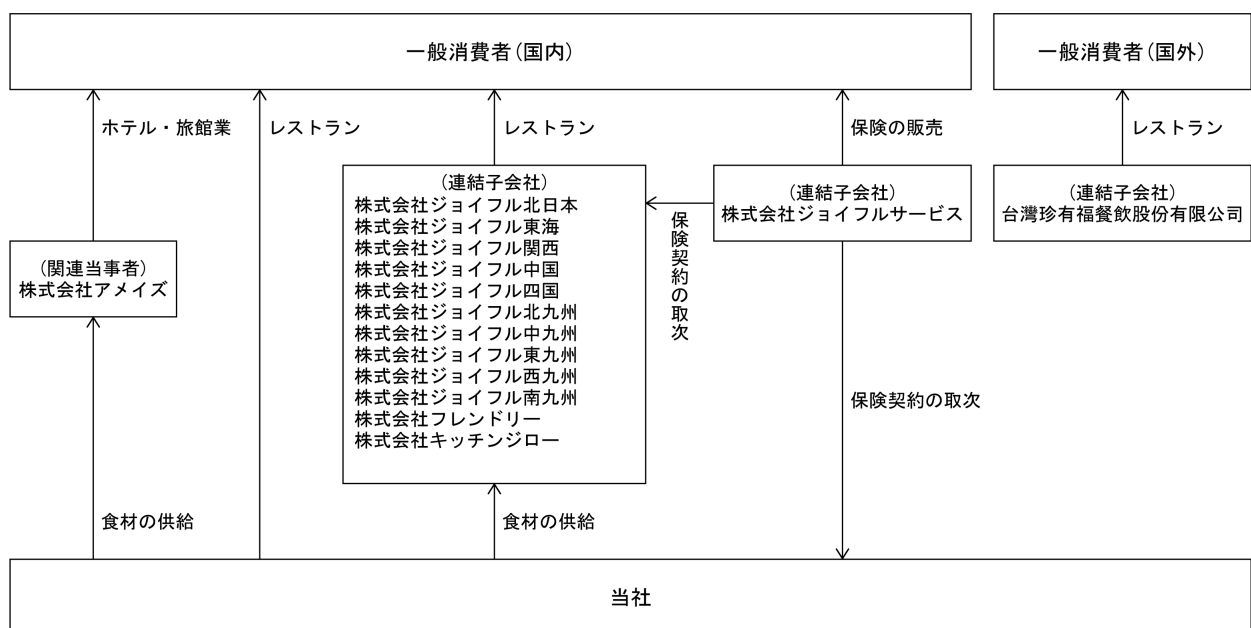 一般消費者(国内)
一般消費者(国外)
ホテル・旅館業
レストラン
レストラン
保険の販売
レストラン
(連結子会社)
株式会社ジョイフル北日本
株式会社ジョイフル東海
株式会社ジョイフル関西
株式会社ジョイフル中国
株式会社ジョイフル四国
株式会社ジョイフル北九州
株式会社ジョイフル中九州
株式会社ジョイフル東九州
株式会社ジョイフル西九州
株式会社ジョイフル南九州
株式会社フレンドリー
株式会社キッチンジロー
(連結子会社)
株式会社ジョイフルサービス
(連結子会社)
台灣珍有福餐飲股份有限公司
保険契約の取次
(関連当事者)
株式会社アメイズ
保険契約の取次
食材の供給
食材の供給
当社